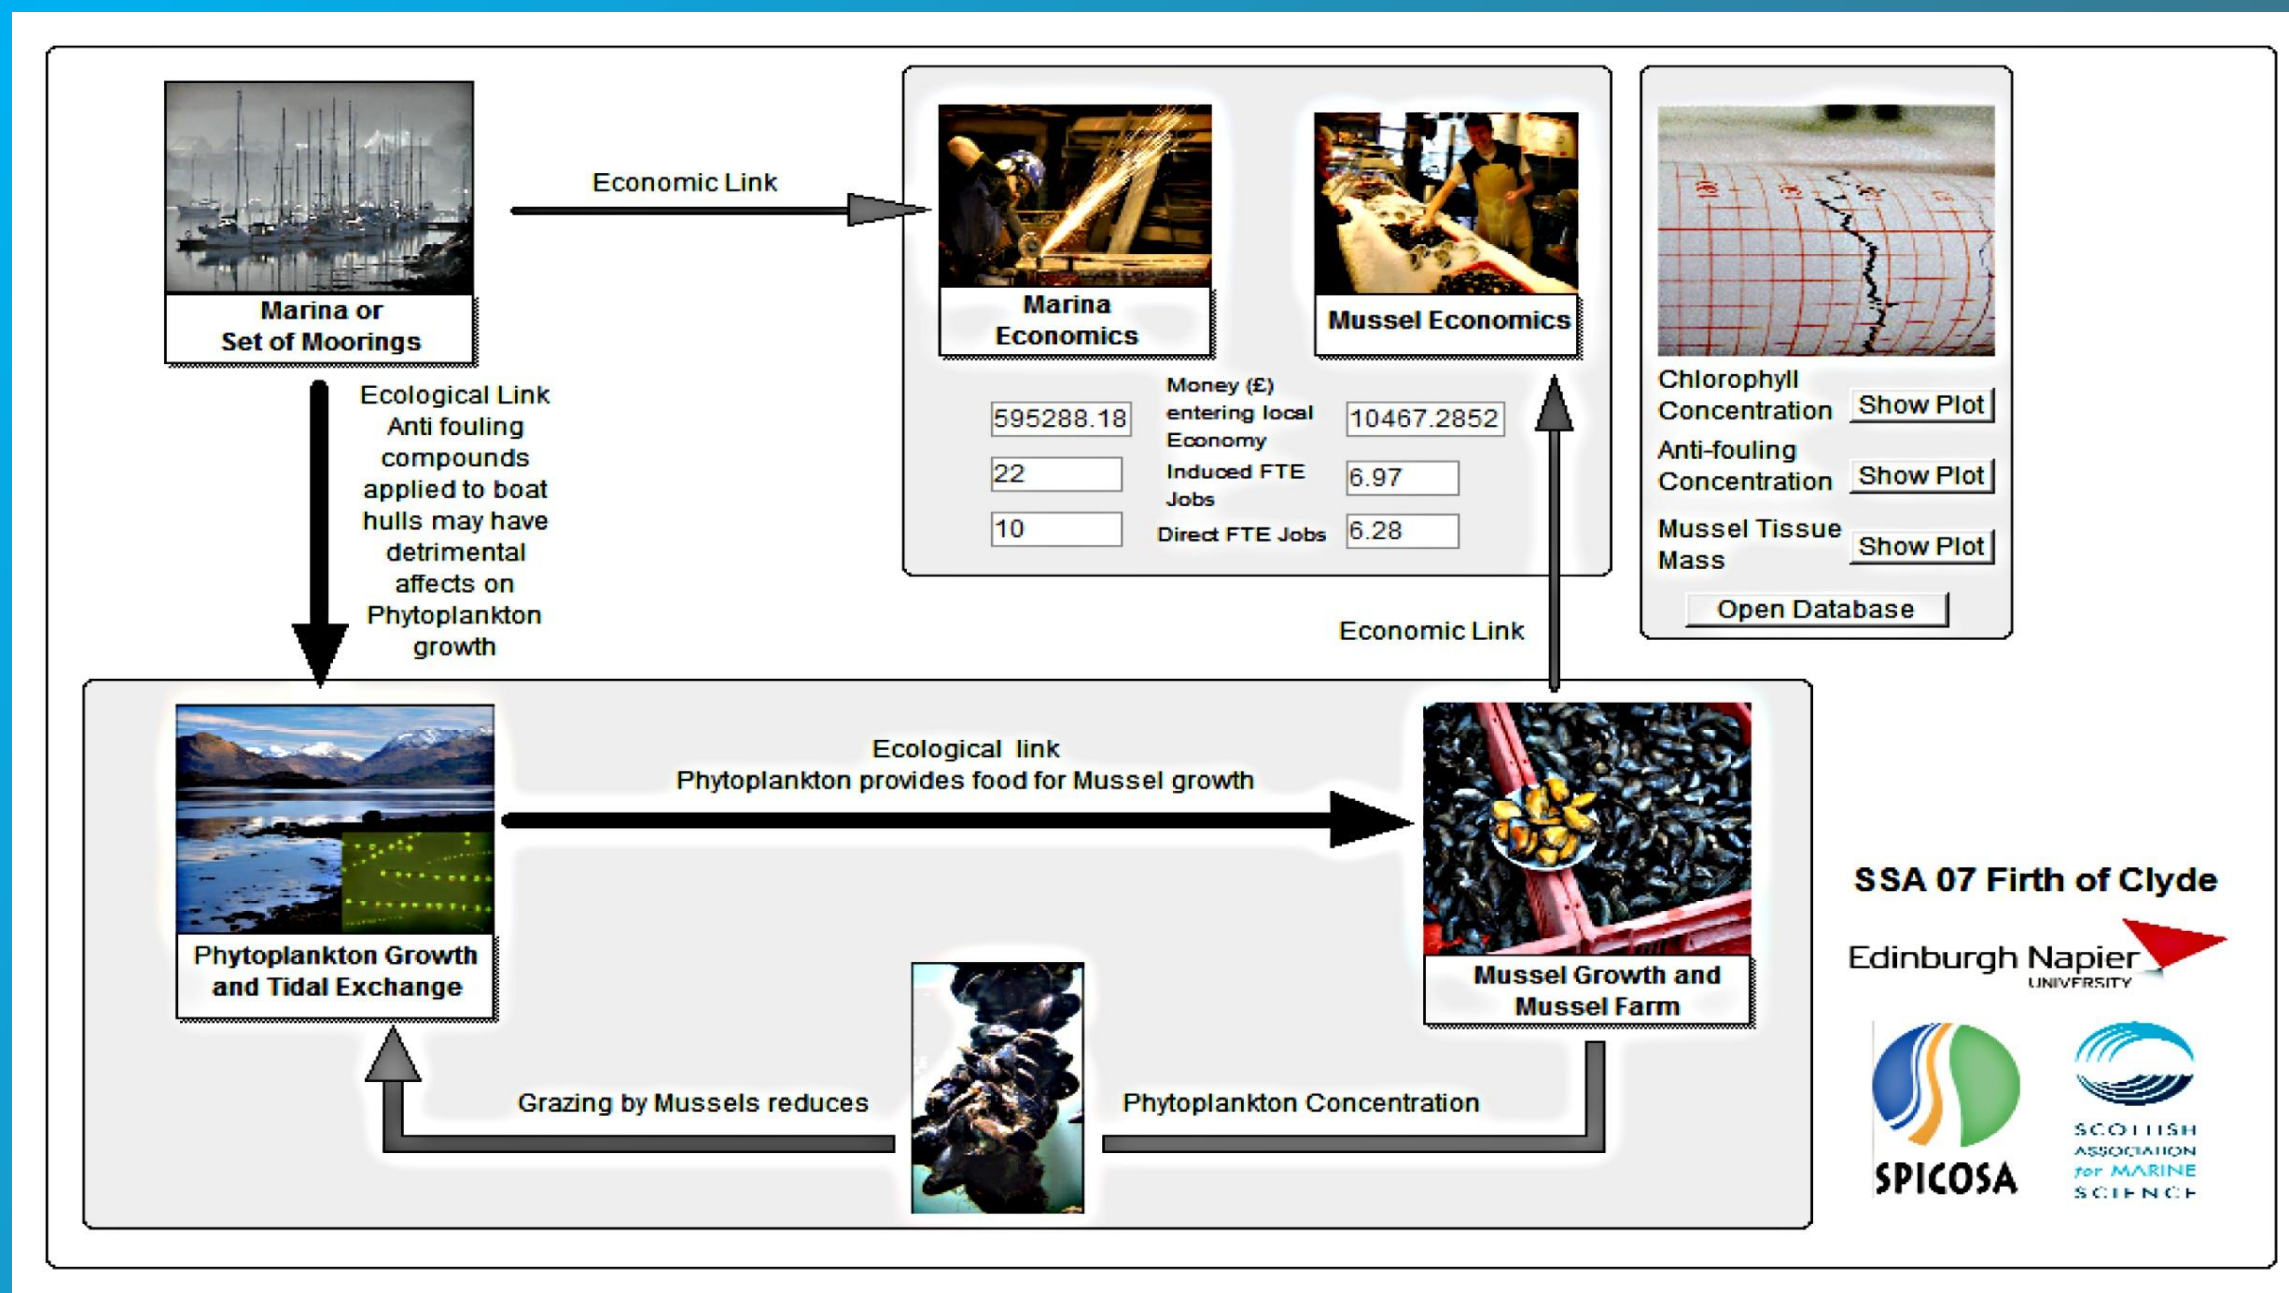 Marina or
Set of Moorings
Economic Link
Marina
Economics
Mussel Economics
595288.18
Money (£)
entering local
Economy
10467.2852
22
Induced FTE
Jobs
6.97
10
Direct FTE Jobs
6.28
Chlorophyll
Concentration
Show Plot
Anti-fouling
Concentration
Show Plot
Mussel Tissue
Mass
Show Plot
Open Database
Ecological Link
Anti fouling
compounds
applied to boat
hulls may have
detrimental
affects on
Phytoplankton
growth
Economic Link
Ecological link
Phytoplankton provides food for Mussel growth
Phytoplankton Growth
and Tidal Exchange
Mussel Growth and
Mussel Farm
Grazing by Mussels reduces
Phytoplankton Concentration
SSA 07 Firth of Clyde
Edinburgh Napier
UNIVERSITY
SPICOSA
SCOTTISH
ASSOCIATION
for MARINE
SCIENCE